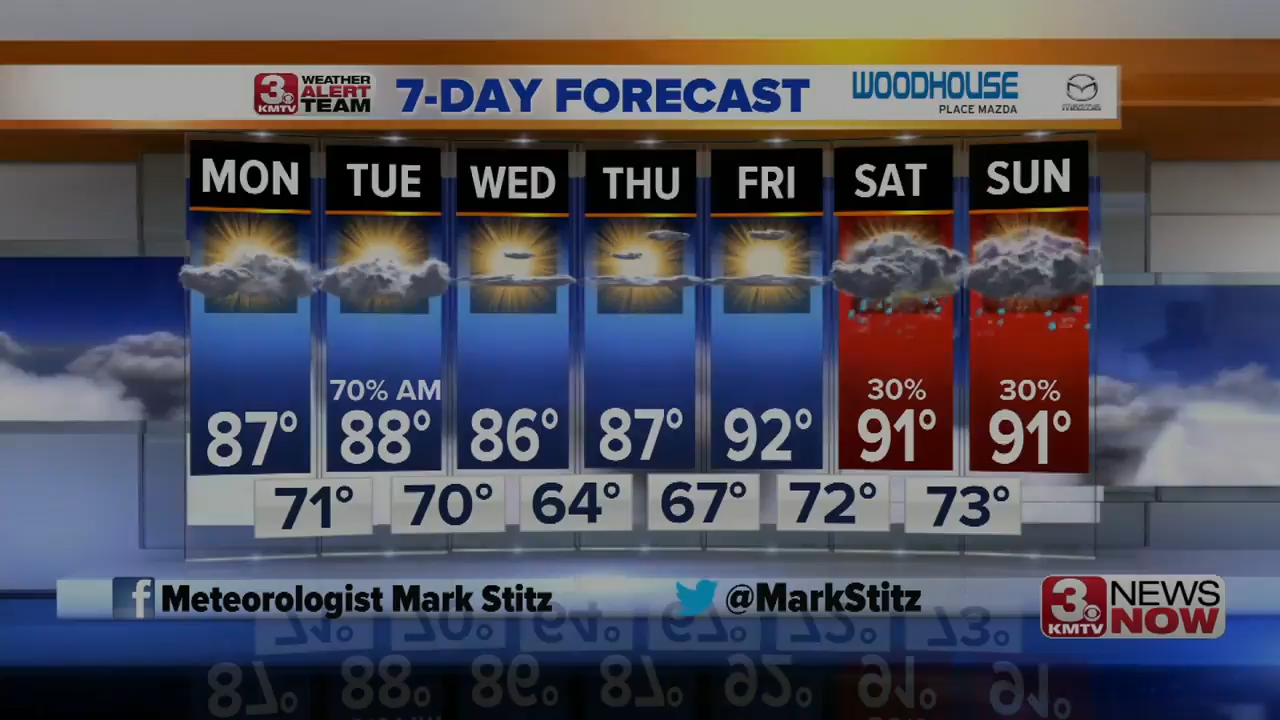 3 KMTV WEATHER ALERT TEAM 7-DAY FORECAST WOODHOUSE PLACE MAZDA
MON TUE WED THU FRI SAT SUN
70% AM 30% 30%
87° 88° 86° 87° 92° 91° 91°
71° 70° 64° 67° 72° 73°
f Meteorologist Mark Stitz @MarkStitz 3 KMTV NEWS NOW